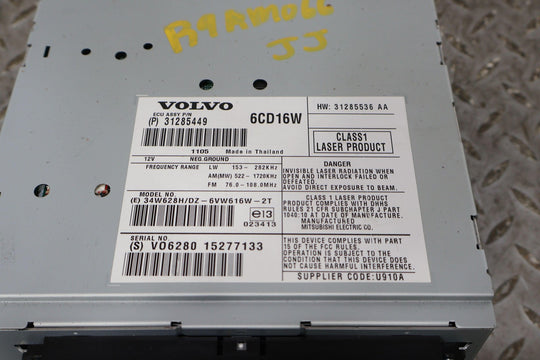 B9AM066
JJ
VOLVO
ECU ASSY P/N
(P) 31285449
6CD16W
HW: 31285536 AA
CLASS1
LASER PRODUCT
1105 Made in Thailand
12V NEG.GROUND
FREQUENCY RANGE LW 153- 282KHz
AM(MW) 522- 1720KHz
FM 76.0- 108.0MHz
MODEL NO.
(E) 34W628H/DZ-6VW616W-2T
e13
023413
SERIAL NO
(S) VO6280 15277133
DANGER
INVISIBLE LASER RADIATION WHEN
OPEN AND INTERLOCK FAILED OR
DEFEATED.
AVOID DIRECT EXPOSURE TO BEAM.
CLASS 1 LASER PRODUCT
PRODUCT COMPLIES WITH DHHS
RULES 21 CFR SUBCHAPTER J PART
1040:10 AT DATE OF MANUFACTURE.
MANUFACTURED
MITSUBISHI ELECTRIC CO.
THIS DEVICE COMPLIES WITH PART
15 OF THE FCC RULES.
OPERATION IS SUBJECT TO THE
CONDITION THAT THIS DEVICE DOES
NOT CAUSE HARMFUL INTERFERENCE.
SUPPLIER CODE:U910A